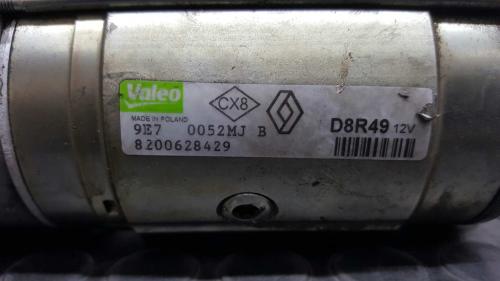 Valeo
CX8
D8R49 12V
MADE IN POLAND
9E7 0052MJ B
8200628429